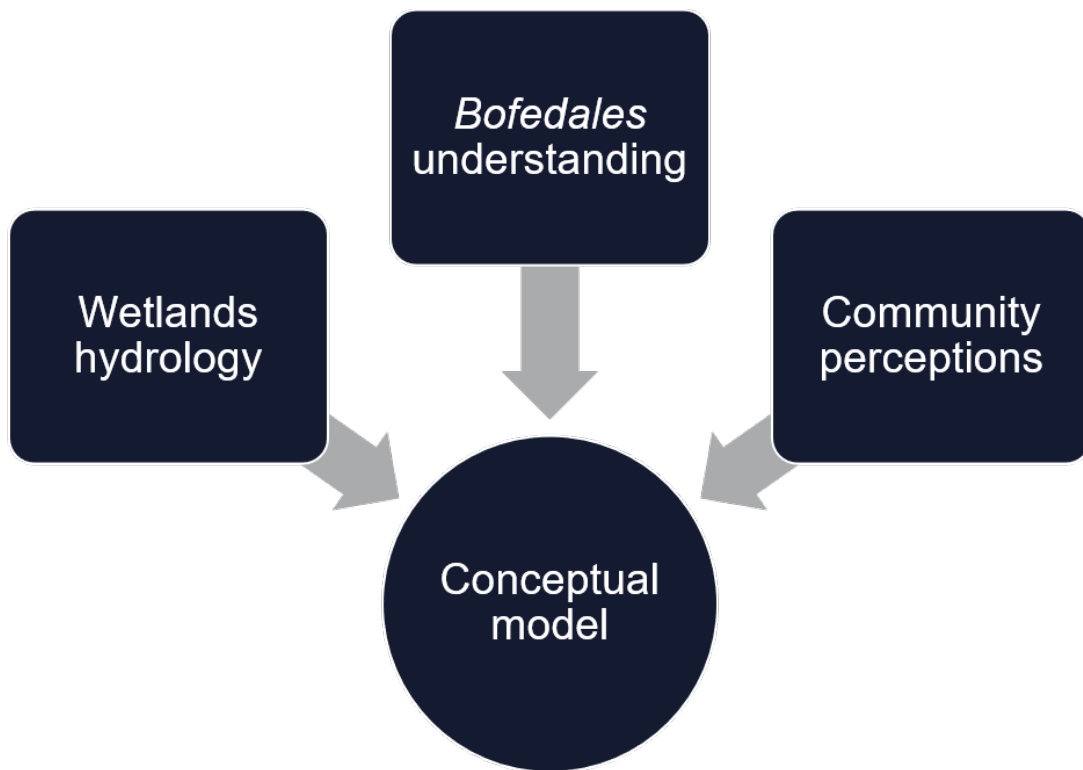 Bofedales
understanding
Wetlands
hydrology
Community
perceptions
Conceptual
model